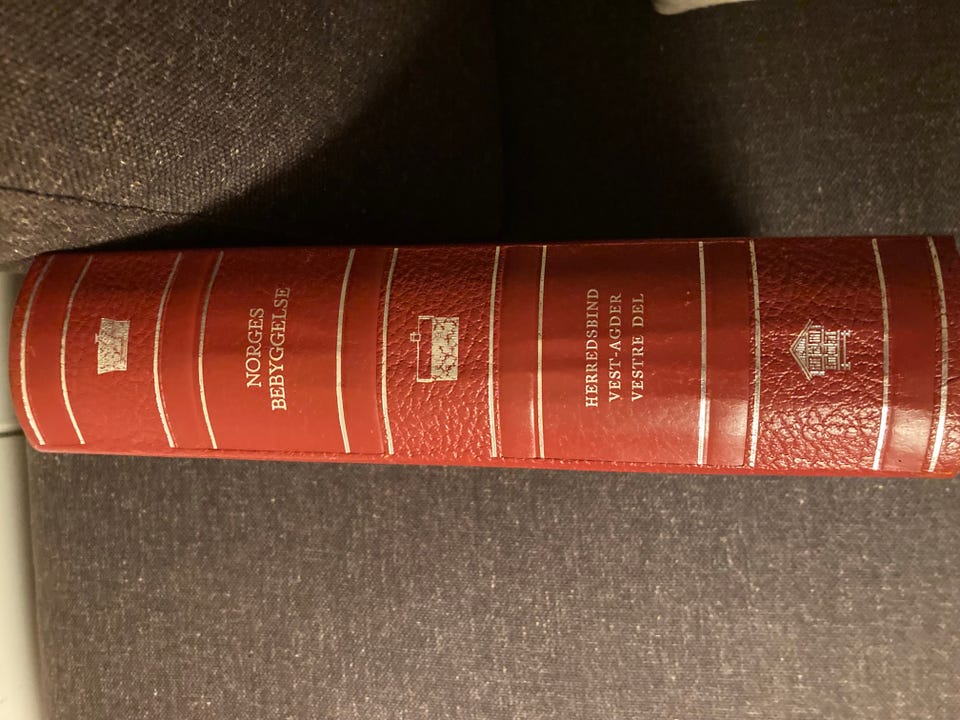 NORGES
BEBYGGELSE
HERREDSBIND
VEST-AGDER
VESTRE DEL